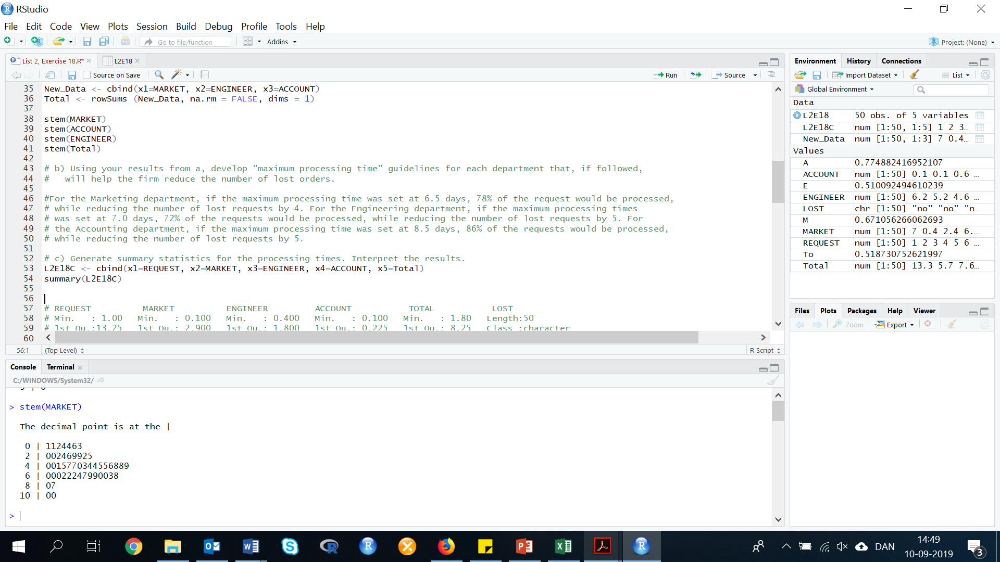 RStudio
File Edit Code View Plots Session Build Debug Profile Tools Help
Go to file/function Addins Project: (None)
List 2, Exercise 18.R* L2E18
Source on Save Run Source
35 New_Data <- cbind(x1=MARKET, x2=ENGINEER, x3=ACCOUNT)
36 Total <- rowSums (New_Data, na.rm = FALSE, dims = 1)
37
38 stem(MARKET)
39 stem(ACCOUNT)
40 stem(ENGINEER)
41 stem(Total)
42
43 # b) Using your results from a, develop "maximum processing time" guidelines for each department that, if followed,
44 #   will help the firm reduce the number of lost orders.
45
46 #For the Marketing department, if the maximum processing time was set at 6.5 days, 78% of the request would be processed,
47 # while reducing the number of lost requests by 4. For the Engineering department, if the maximum processing times
48 # was set at 7.0 days, 72% of the requests would be processed, while reducing the number of lost requests by 5. For
49 # the Accounting department, if the maximum processing time was set at 8.5 days, 86% of the requests would be processed,
50 # while reducing the number of lost requests by 5.
51
52 # c) Generate summary statistics for the processing times. Interpret the results.
53 L2E18C <- cbind(x1=REQUEST, x2=MARKET, x3=ENGINEER, x4=ACCOUNT, x5=Total)
54 summary(L2E18C)
55
56
57 # REQUEST MARKET ENGINEER ACCOUNT TOTAL LOST
58 # Min. : 1.00 Min. : 0.100 Min. : 0.400 Min. : 0.100 Min. : 1.80 Length:50
59 # 1st Qu.:13.25 1st Qu.: 2.900 1st Qu.: 1.800 1st Qu.: 0.225 1st Qu.: 8.25 Class :character
60
56:1 (Top Level) R Script
Console Terminal
C:/WINDOWS/System32/
> stem(MARKET)
The decimal point is at the |
0 | 1124463
2 | 002469925
4 | 0015770344556889
6 | 00022247990038
8 | 07
10 | 00
>
Environment History Connections
Import Dataset List
Global Environment
Data
L2E18 50 obs. of 5 variables
L2E18C num [1:50, 1:5] 1 2 3…
New_Data num [1:50, 1:3] 7 0.4…
Values
A 0.774882416952107
ACCOUNT num [1:50] 0.1 0.1 0.6 …
E 0.510092494610239
ENGINEER num [1:50] 6.2 5.2 4.6 …
LOST chr [1:50] "no" "no" "n…
M 0.671056266062693
MARKET num [1:50] 7 0.4 2.4 6.…
REQUEST num [1:50] 1 2 3 4 5 6 …
To 0.518730752621997
Total num [1:50] 13.3 5.7 7.6…
Files Plots Packages Help Viewer
Zoom Export
DAN
14:49
10-09-2019
3